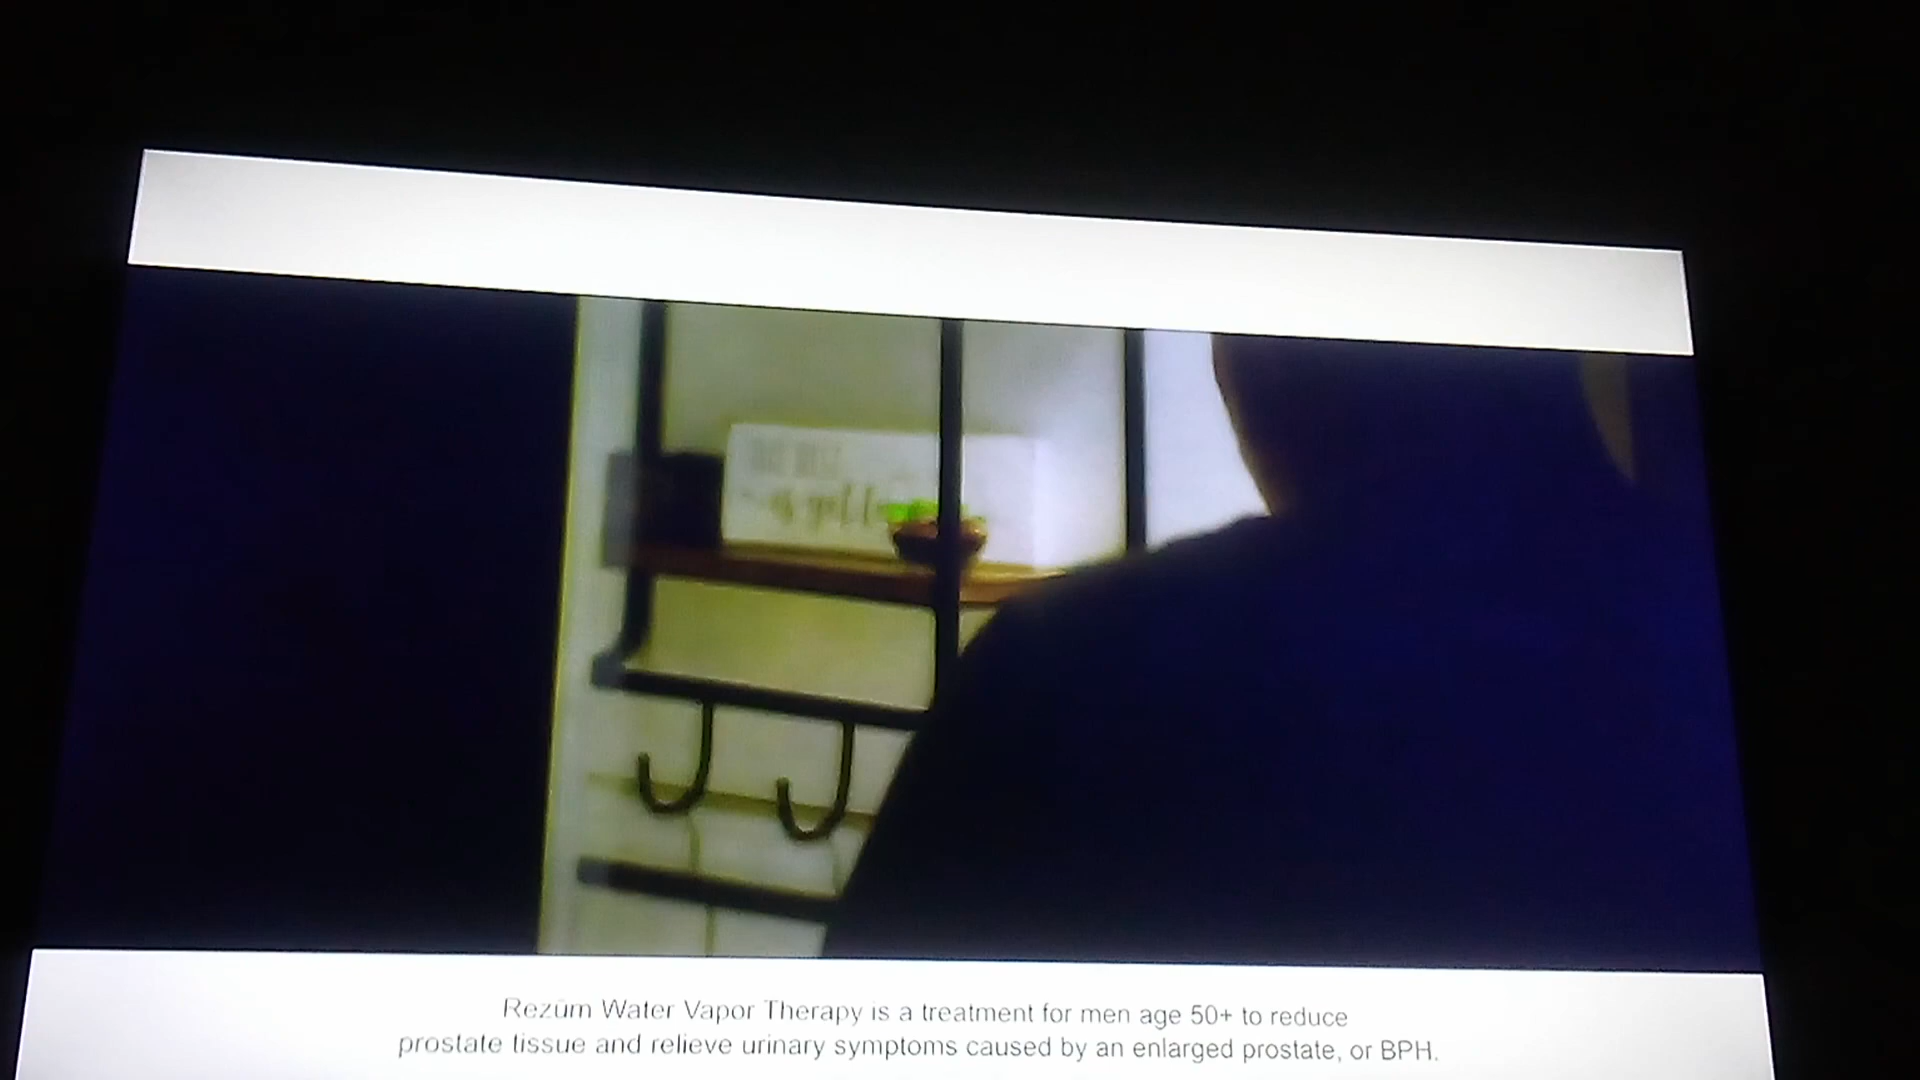 Rezūm Water Vapor Therapy is a treatment for men age 50+ to reduce
prostate tissue and relieve urinary symptoms caused by an enlarged prostate, or BPH.